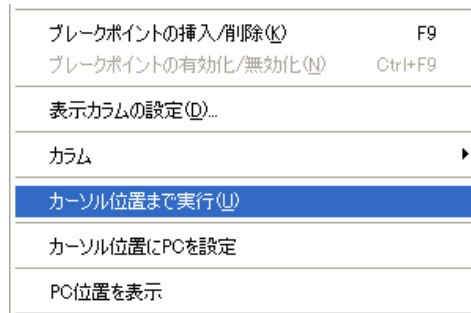 ブレークポイントの挿入/削除(K) F9
ブレークポイントの有効化/無効化(N) Ctrl+F9
表示カラムの設定(D)...
カラム
カーソル位置まで実行(U)
カーソル位置にPCを設定
PC位置を表示